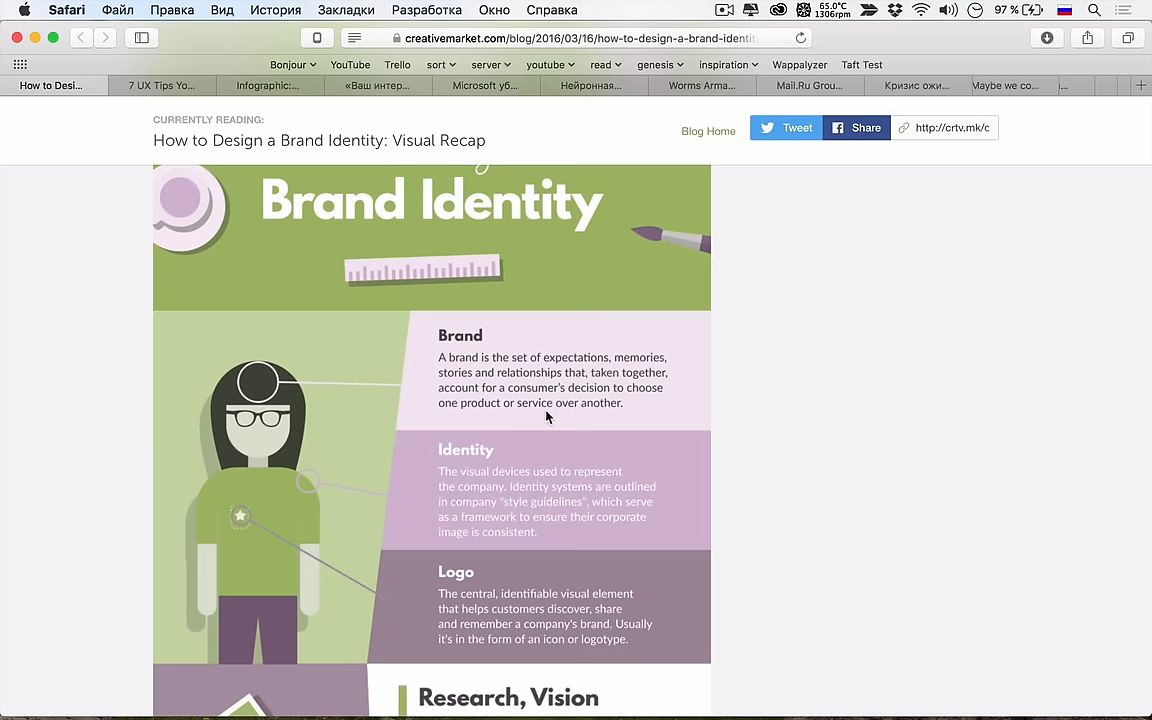 Safari Файл Правка Вид История Закладки Разработка Окно Справка 65.0°C 1306rpm 97 %
creativemarket.com/blog/2016/03/16/how-to-design-a-brand-identit
Bonjour YouTube Trello sort server youtube read genesis inspiration Wappalyzer Taft Test
How to Desi... 7 UX Tips Yo... Infographic:... «Ваш интер... Microsoft уб... Нейронная... Worms Arma... Mail.Ru Grou... Кризис ожи... Maybe we co... ...
CURRENTLY READING:
How to Design a Brand Identity: Visual Recap
Blog Home Tweet Share http://crtv.mk/c
Brand Identity
Brand
A brand is the set of expectations, memories,
stories and relationships that, taken together,
account for a consumer's decision to choose
one product or service over another.
Identity
The visual devices used to represent
the company. Identity systems are outlined
in company "style guidelines", which serve
as a framework to ensure their corporate
image is consistent.
Logo
The central, identifiable visual element
that helps customers discover, share
and remember a company's brand. Usually
it's in the form of an icon or logotype.
Research, Vision